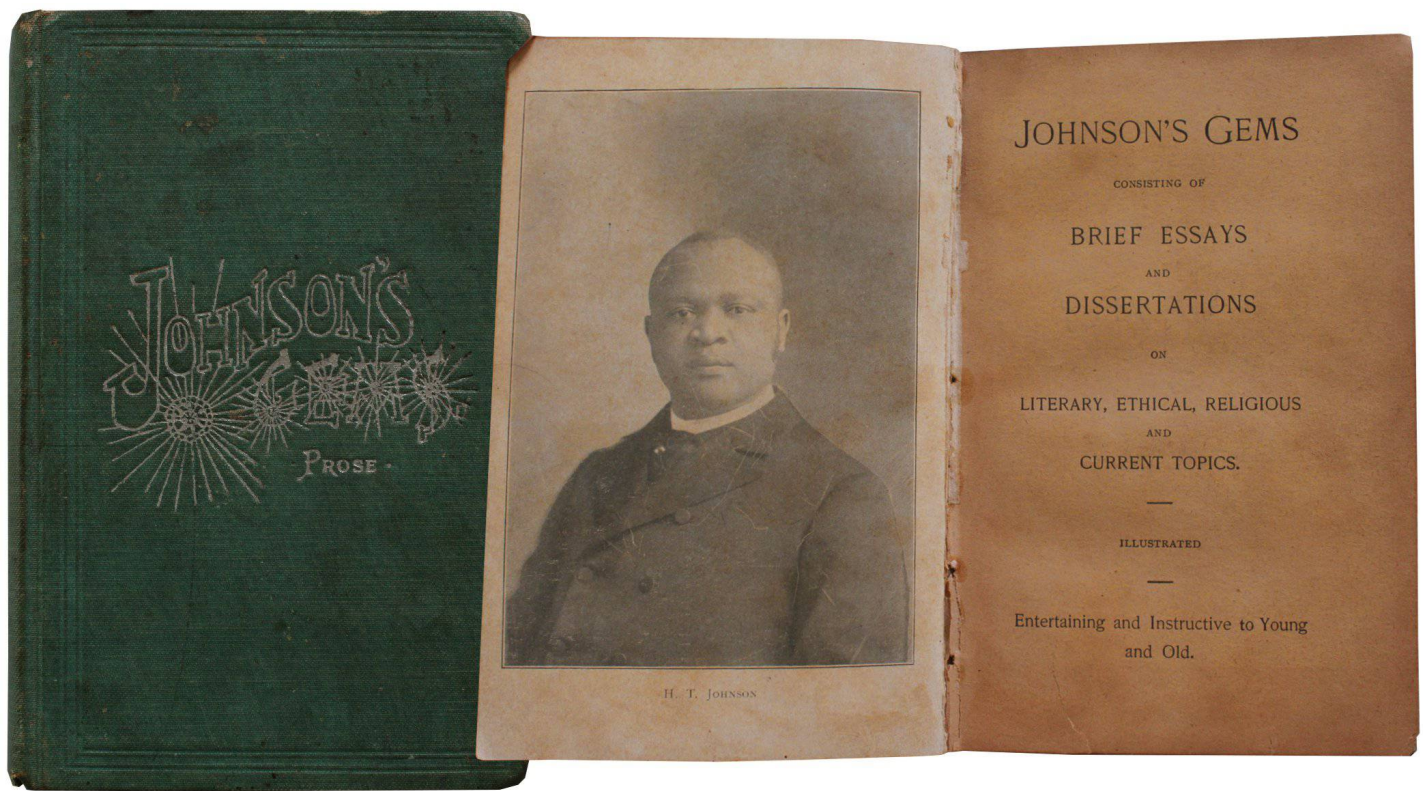 JOHNSON'S
GEMS.
PROSE.
H. T. JOHNSON
JOHNSON'S GEMS
CONSISTING OF
BRIEF ESSAYS
AND
DISSERTATIONS
ON
LITERARY, ETHICAL, RELIGIOUS
AND
CURRENT TOPICS.
ILLUSTRATED
Entertaining and Instructive to Young
and Old.